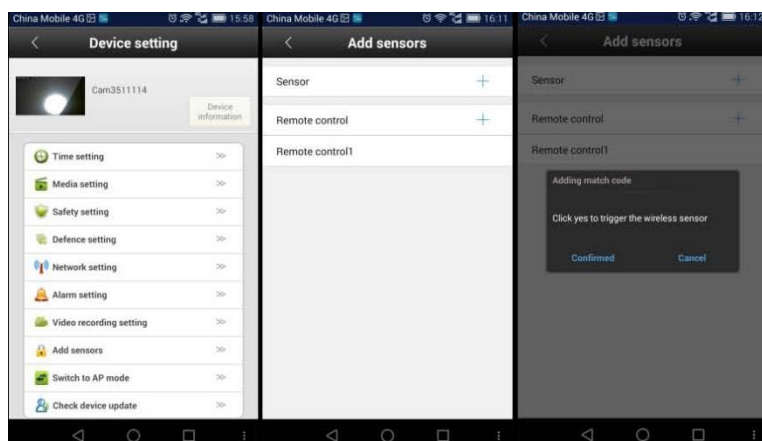 China Mobile 4G 15:58
Device setting
Cam3511114
Device
information
Time setting
Media setting
Safety setting
Defence setting
Network setting
Alarm setting
Video recording setting
Add sensors
Switch to AP mode
Check device update
China Mobile 4G 16:11
Add sensors
Sensor
Remote control
Remote control1
China Mobile 4G 16:12
Add sensors
Sensor
Remote control
Remote control1
Adding match code
Click yes to trigger the wireless sensor
Confirmed Cancel